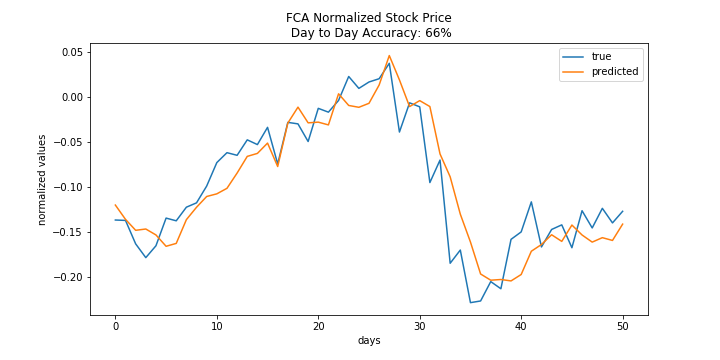 FCA Normalized Stock Price
Day to Day Accuracy: 66%
true
predicted
0.05
0.00
−0.05
−0.10
−0.15
−0.20
normalized values
0 10 20 30 40 50
days